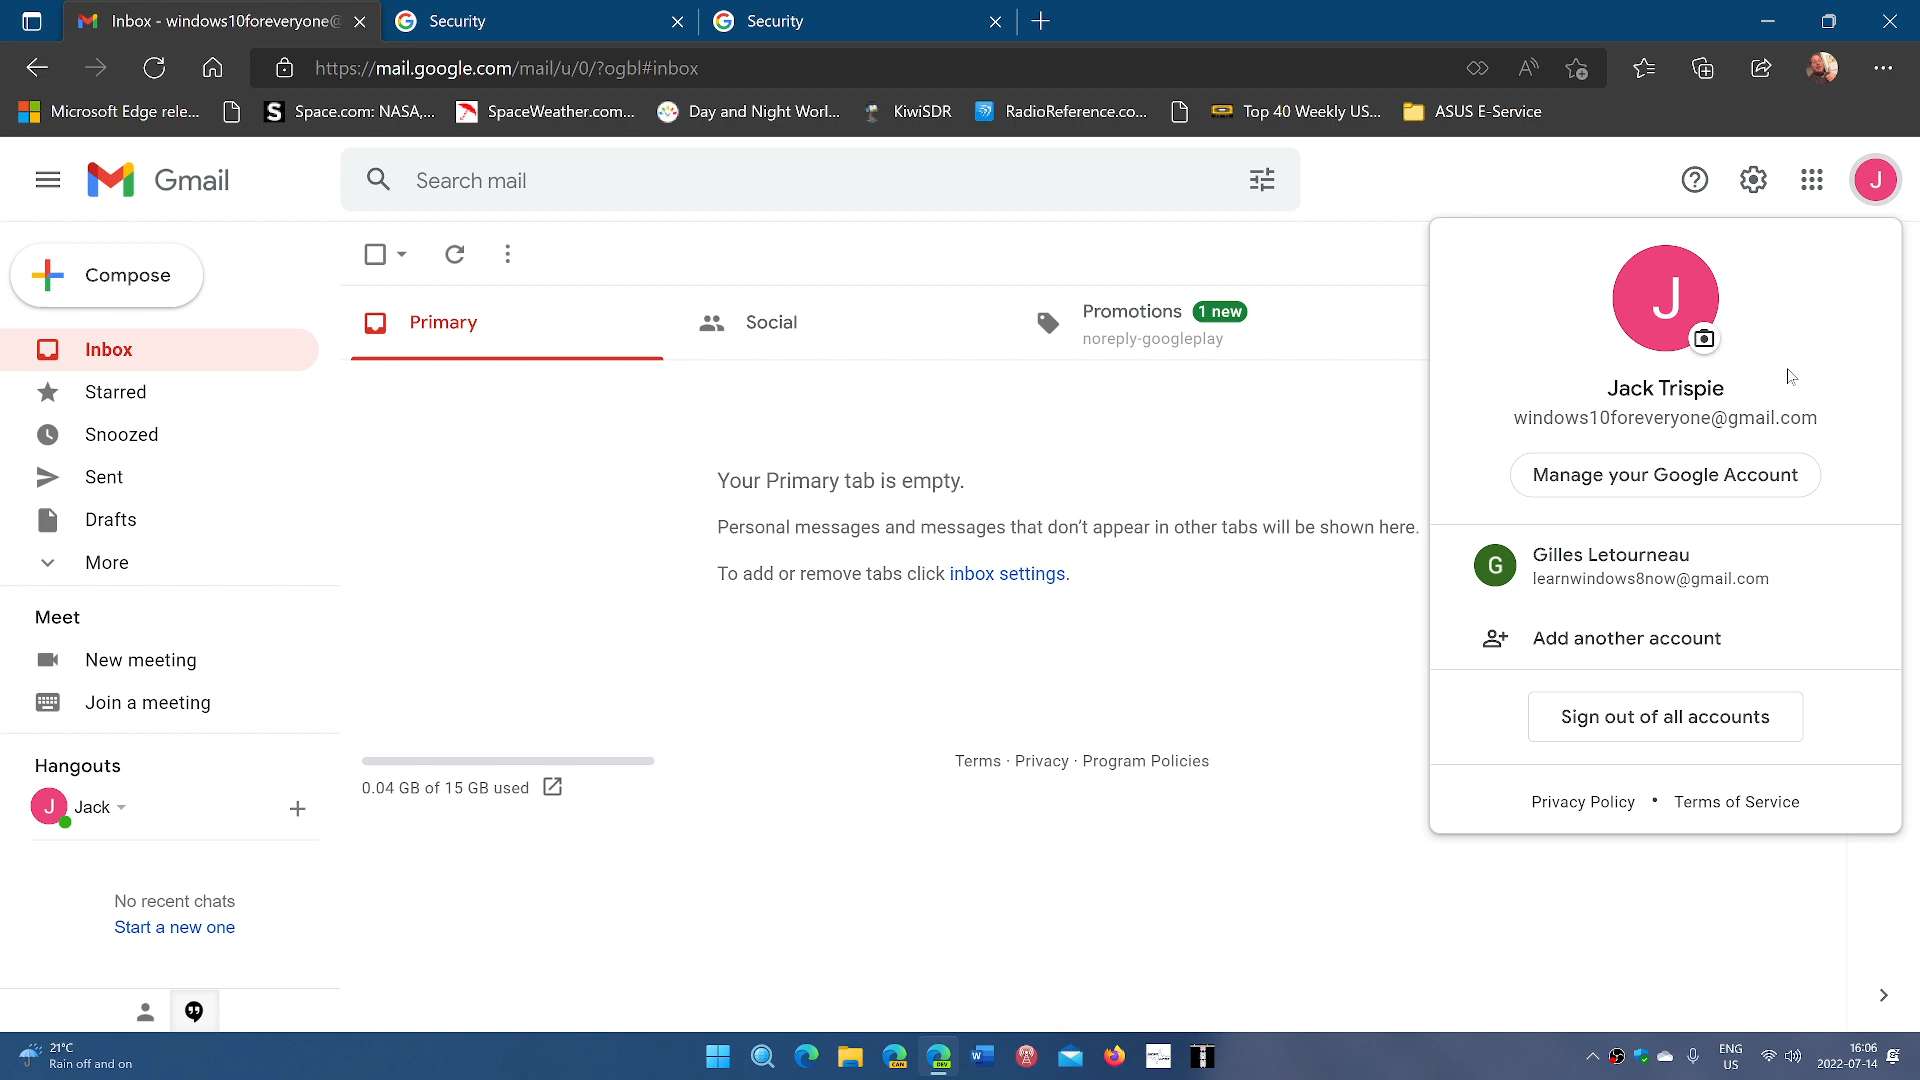 Inbox - windows10foreveryone@
Security
Security
https://mail.google.com/mail/u/0/?ogbl#inbox
Microsoft Edge rele...
Space.com: NASA,...
SpaceWeather.com...
Day and Night Worl...
KiwiSDR
RadioReference.co...
Top 40 Weekly US...
ASUS E-Service
Gmail
Search mail
J
Compose
Inbox
Starred
Snoozed
Sent
Drafts
More
Meet
New meeting
Join a meeting
Hangouts
J Jack
No recent chats
Start a new one
Primary
Social
Promotions 1 new
noreply-googleplay
Your Primary tab is empty.
Personal messages and messages that don't appear in other tabs will be shown here.
To add or remove tabs click inbox settings.
0.04 GB of 15 GB used
Terms · Privacy · Program Policies
J
Jack Trispie
windows10foreveryone@gmail.com
Manage your Google Account
G
Gilles Letourneau
learnwindows8now@gmail.com
Add another account
Sign out of all accounts
Privacy Policy • Terms of Service
21°C
Rain off and on
CAN
DEV
W
ENG
US
16:06
2022-07-14